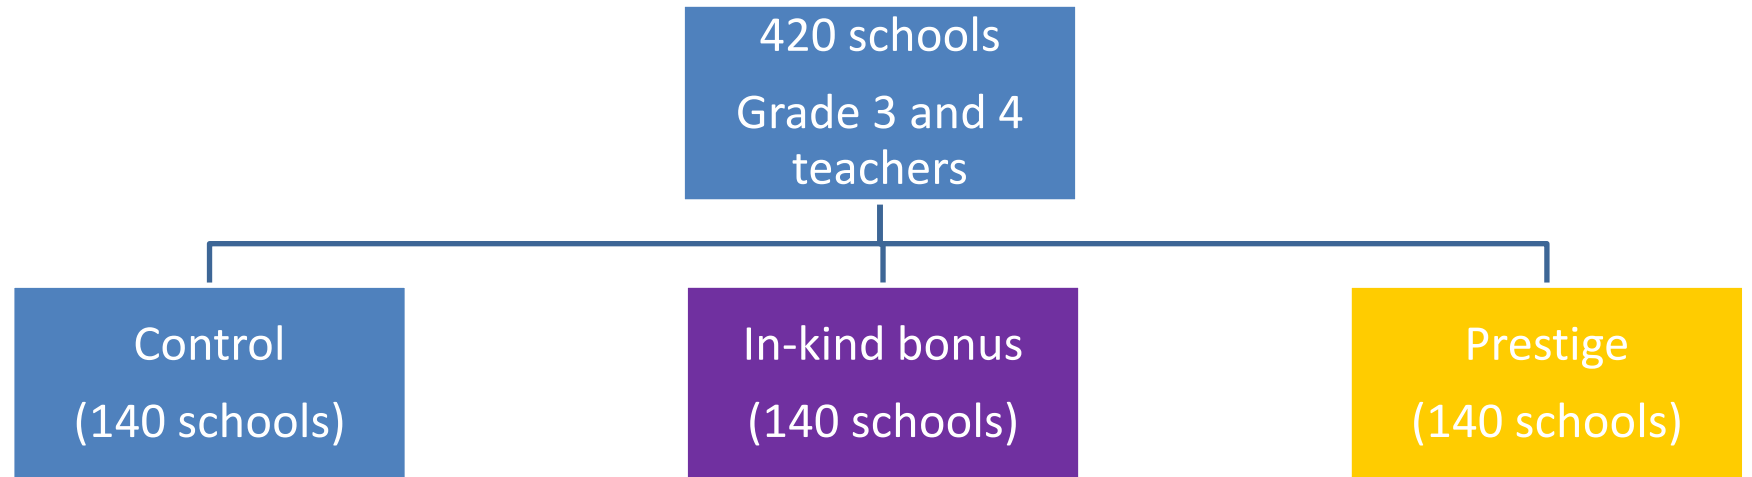 420 schools
Grade 3 and 4
teachers
Control
(140 schools)
In-kind bonus
(140 schools)
Prestige
(140 schools)